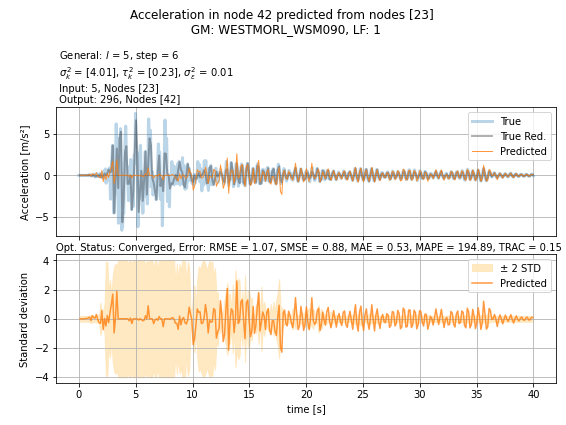 Acceleration in node 42 predicted from nodes [23]
GM: WESTMORL_WSM090, LF: 1
General: l = 5, step = 6
σ²ₖ = [4.01], τ²ₖ = [0.23], σ²_ε = 0.01
Input: 5, Nodes [23]
Output: 296, Nodes [42]
Acceleration [m/s²]
5
0
−5
True
True Red.
Predicted
Opt. Status: Converged, Error: RMSE = 1.07, SMSE = 0.88, MAE = 0.53, MAPE = 194.89, TRAC = 0.15
Standard deviation
4
2
0
−2
−4
± 2 STD
Predicted
0 5 10 15 20 25 30 35 40
time [s]